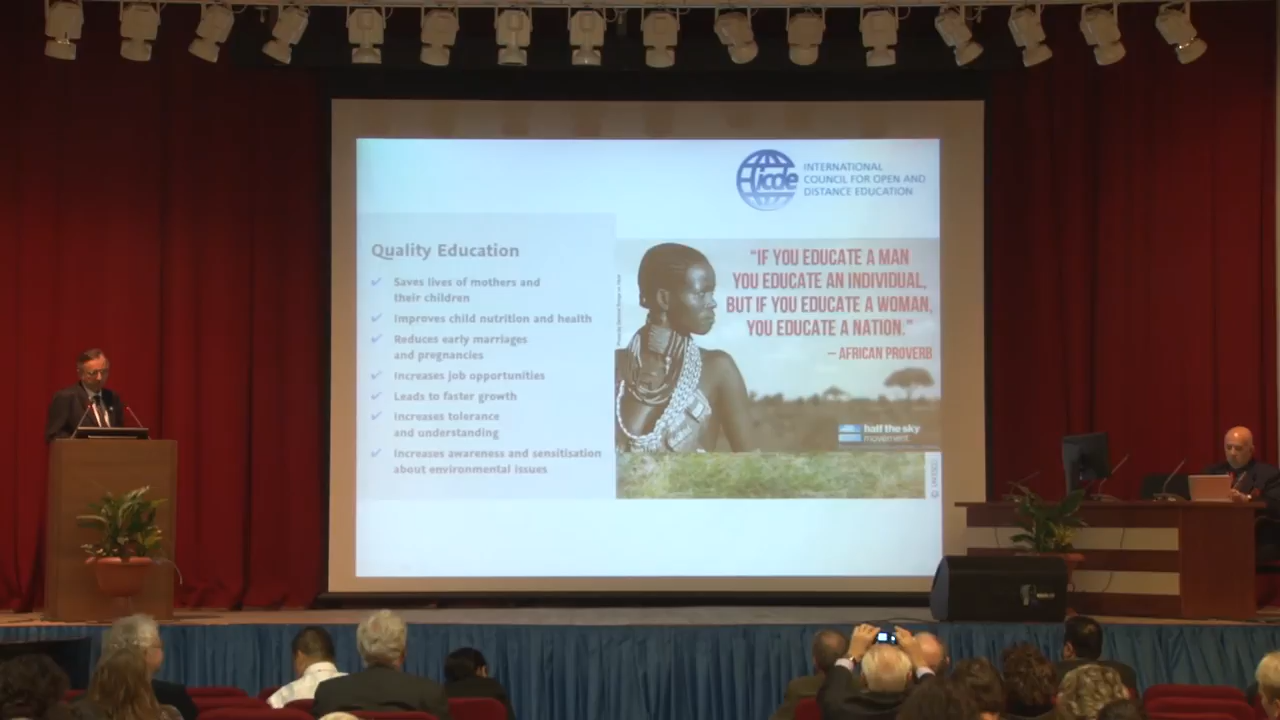 icde
INTERNATIONAL
COUNCIL FOR OPEN AND
DISTANCE EDUCATION
Quality Education
Saves lives of mothers and
their children
Improves child nutrition and health
Reduces early marriages
and pregnancies
Increases job opportunities
Leads to faster growth
Increases tolerance
and understanding
Increases awareness and sensitisation
about environmental issues
"IF YOU EDUCATE A MAN
YOU EDUCATE AN INDIVIDUAL,
BUT IF YOU EDUCATE A WOMAN,
YOU EDUCATE A NATION."
– AFRICAN PROVERB
half the sky
movement